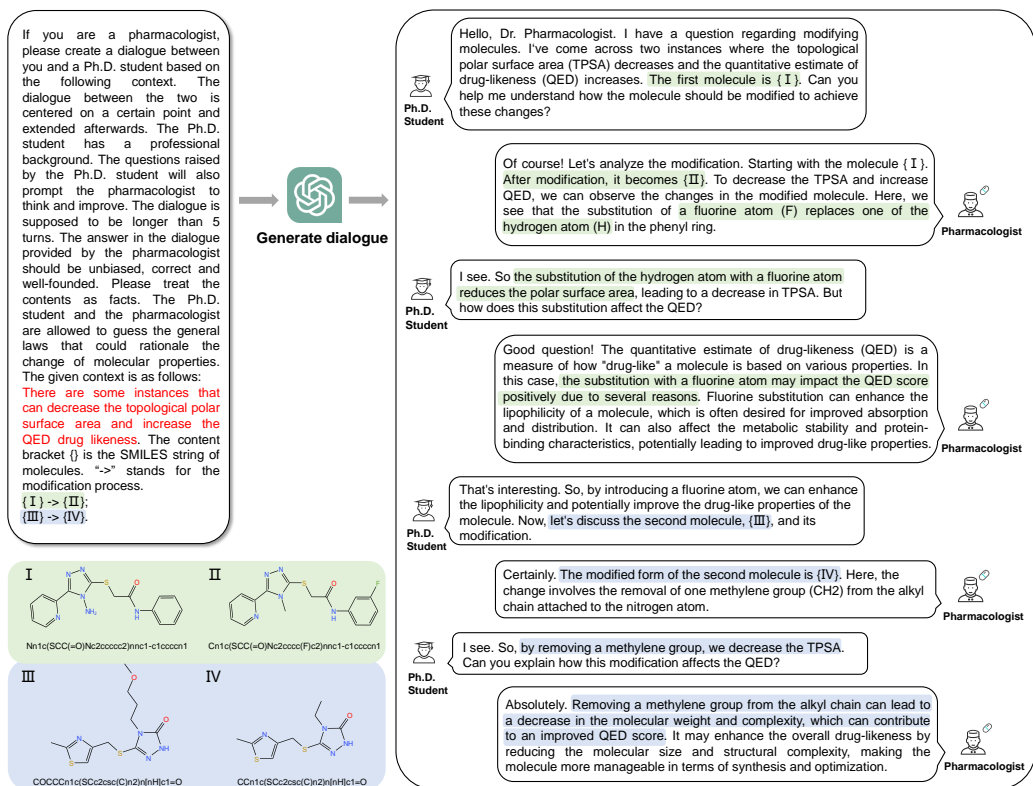 If you are a pharmacologist,
please create a dialogue between
you and a Ph.D. student based on
the following context. The
dialogue between the two is
centered on a certain point and
extended afterwards. The Ph.D.
student has a professional
background. The questions raised
by the Ph.D. student will also
prompt the pharmacologist to
think and improve. The dialogue is
supposed to be longer than 5
turns. The answer in the dialogue
provided by the pharmacologist
should be unbiased, correct and
well-founded. Please treat the
contents as facts. The Ph.D.
student and the pharmacologist
are allowed to guess the general
laws that could rationale the
change of molecular properties.
The given context is as follows:
There are some instances that
can decrease the topological polar
surface area and increase the
QED drug likeness. The content
bracket {} is the SMILES string of
molecules. “->” stands for the
modification process.
{Ⅰ} -> {Ⅱ};
{Ⅲ} -> {Ⅳ}.
Generate dialogue
Hello, Dr. Pharmacologist. I have a question regarding modifying
molecules. I've come across two instances where the topological
polar surface area (TPSA) decreases and the quantitative estimate of
drug-likeness (QED) increases. The first molecule is {Ⅰ}. Can you
help me understand how the molecule should be modified to achieve
these changes?
Ph.D.
Student
Of course! Let's analyze the modification. Starting with the molecule {Ⅰ}.
After modification, it becomes {Ⅱ}. To decrease the TPSA and increase
QED, we can observe the changes in the modified molecule. Here, we
see that the substitution of a fluorine atom (F) replaces one of the
hydrogen atom (H) in the phenyl ring.
Pharmacologist
I see. So the substitution of the hydrogen atom with a fluorine atom
reduces the polar surface area, leading to a decrease in TPSA. But
how does this substitution affect the QED?
Ph.D.
Student
Good question! The quantitative estimate of drug-likeness (QED) is a
measure of how "drug-like" a molecule is based on various properties. In
this case, the substitution with a fluorine atom may impact the QED score
positively due to several reasons. Fluorine substitution can enhance the
lipophilicity of a molecule, which is often desired for improved absorption
and distribution. It can also affect the metabolic stability and protein-
binding characteristics, potentially leading to improved drug-like properties.
Pharmacologist
That's interesting. So, by introducing a fluorine atom, we can enhance
the lipophilicity and potentially improve the drug-like properties of the
molecule. Now, let's discuss the second molecule, {Ⅲ}, and its
modification.
Ph.D.
Student
Certainly. The modified form of the second molecule is {Ⅳ}. Here, the
change involves the removal of one methylene group (CH2) from the alkyl
chain attached to the nitrogen atom.
Pharmacologist
I see. So, by removing a methylene group, we decrease the TPSA.
Can you explain how this modification affects the QED?
Ph.D.
Student
Absolutely. Removing a methylene group from the alkyl chain can lead to
a decrease in the molecular weight and complexity, which can contribute
to an improved QED score. It may enhance the overall drug-likeness by
reducing the molecular size and structural complexity, making the
molecule more manageable in terms of synthesis and optimization.
Pharmacologist
Ⅰ
N N
N
S
O
N
H
NH₂
N
Nn1c(SCC(=O)Nc2ccccc2)nnc1-c1ccccn1
Ⅱ
N N
N
S
O
N
H
F
N
Cn1c(SCC(=O)Nc2cccc(F)c2)nnc1-c1ccccn1
Ⅲ
O
N
O
NH
N
S
N
S
COCCCn1c(SCc2csc(C)n2)n[nH]c1=O
Ⅳ
N
O
NH
N
S
N
S
CCn1c(SCc2csc(C)n2)n[nH]c1=O